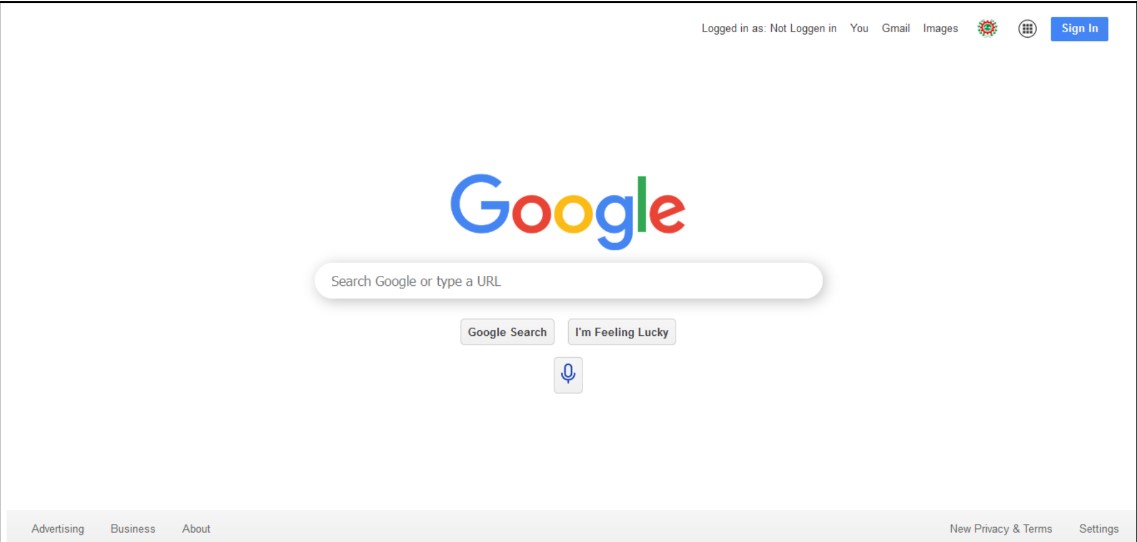 Logged in as: Not Loggen in You Gmail Images Sign In
Google
Search Google or type a URL
Google Search I'm Feeling Lucky
Advertising Business About New Privacy & Terms Settings